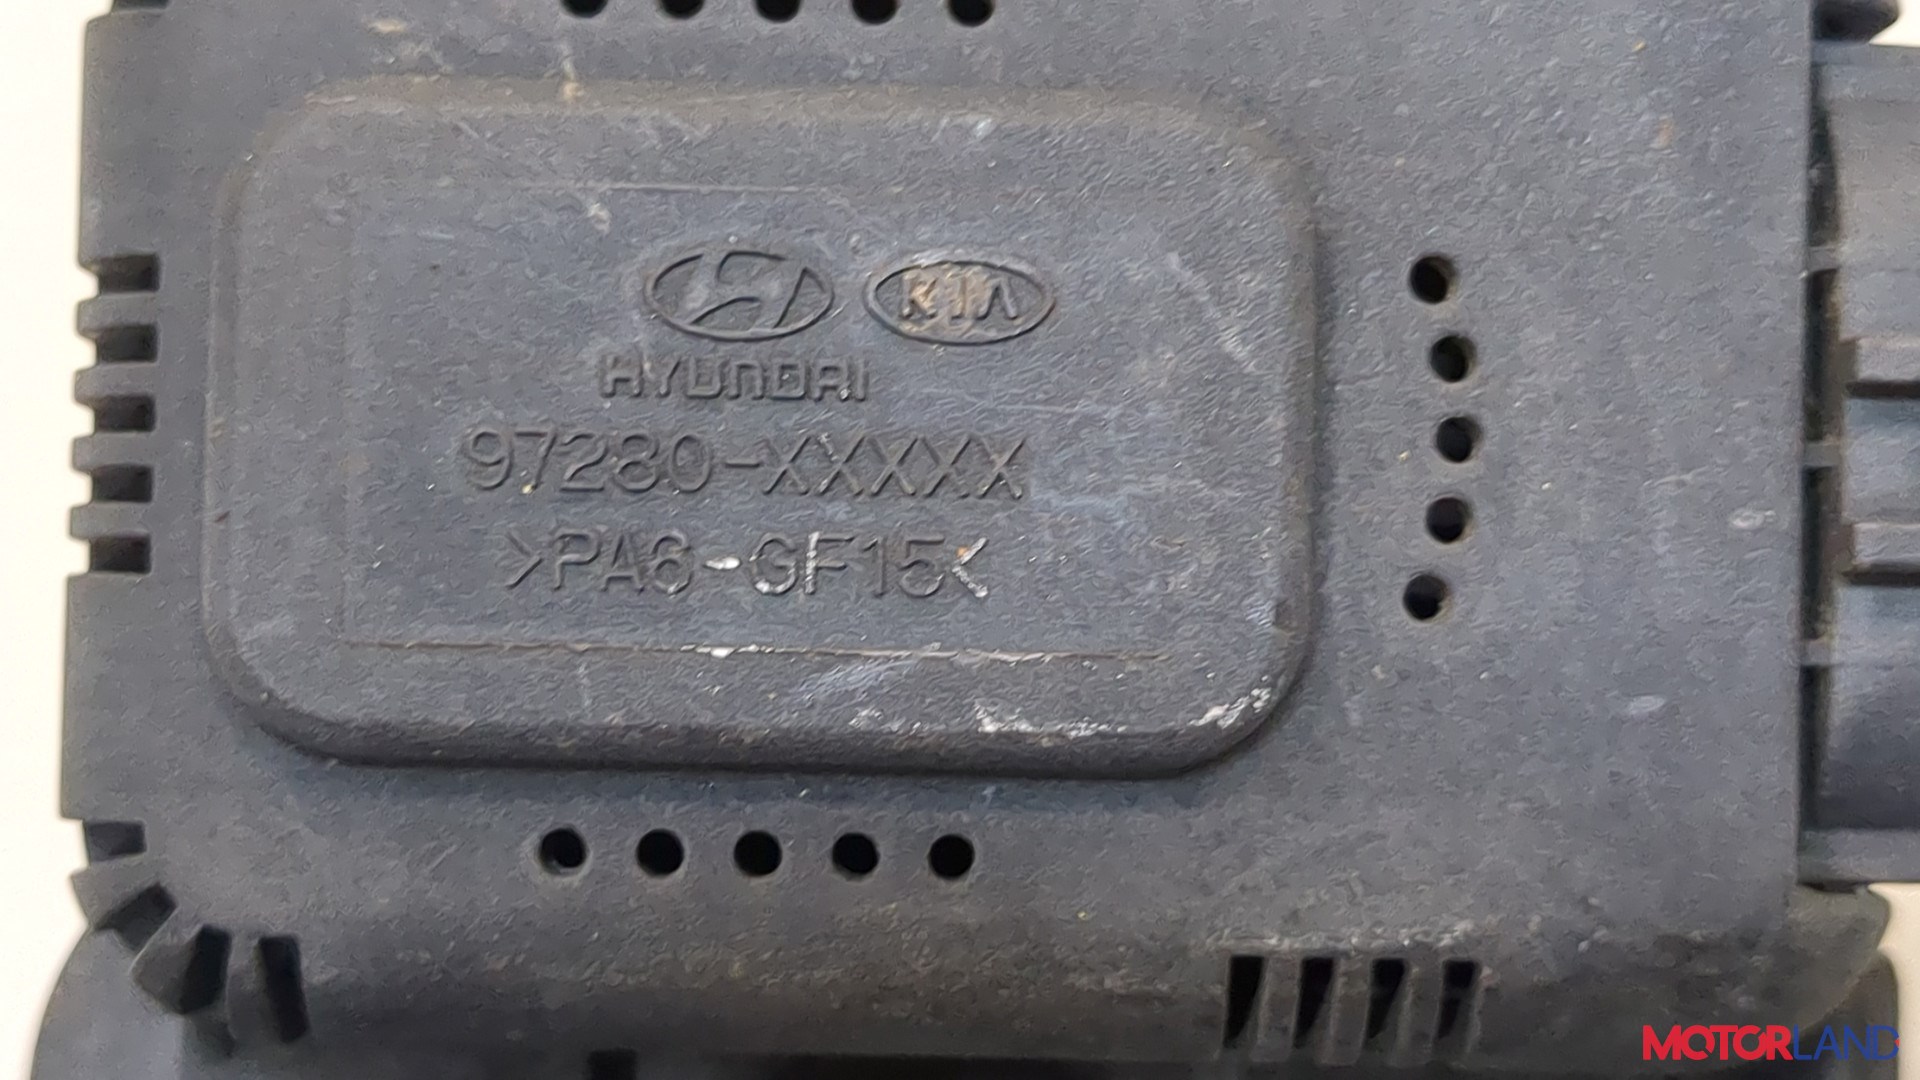 KIA
HYUNDAI
97280-XXXXX
>PA6-GF15<
MOTORLAND